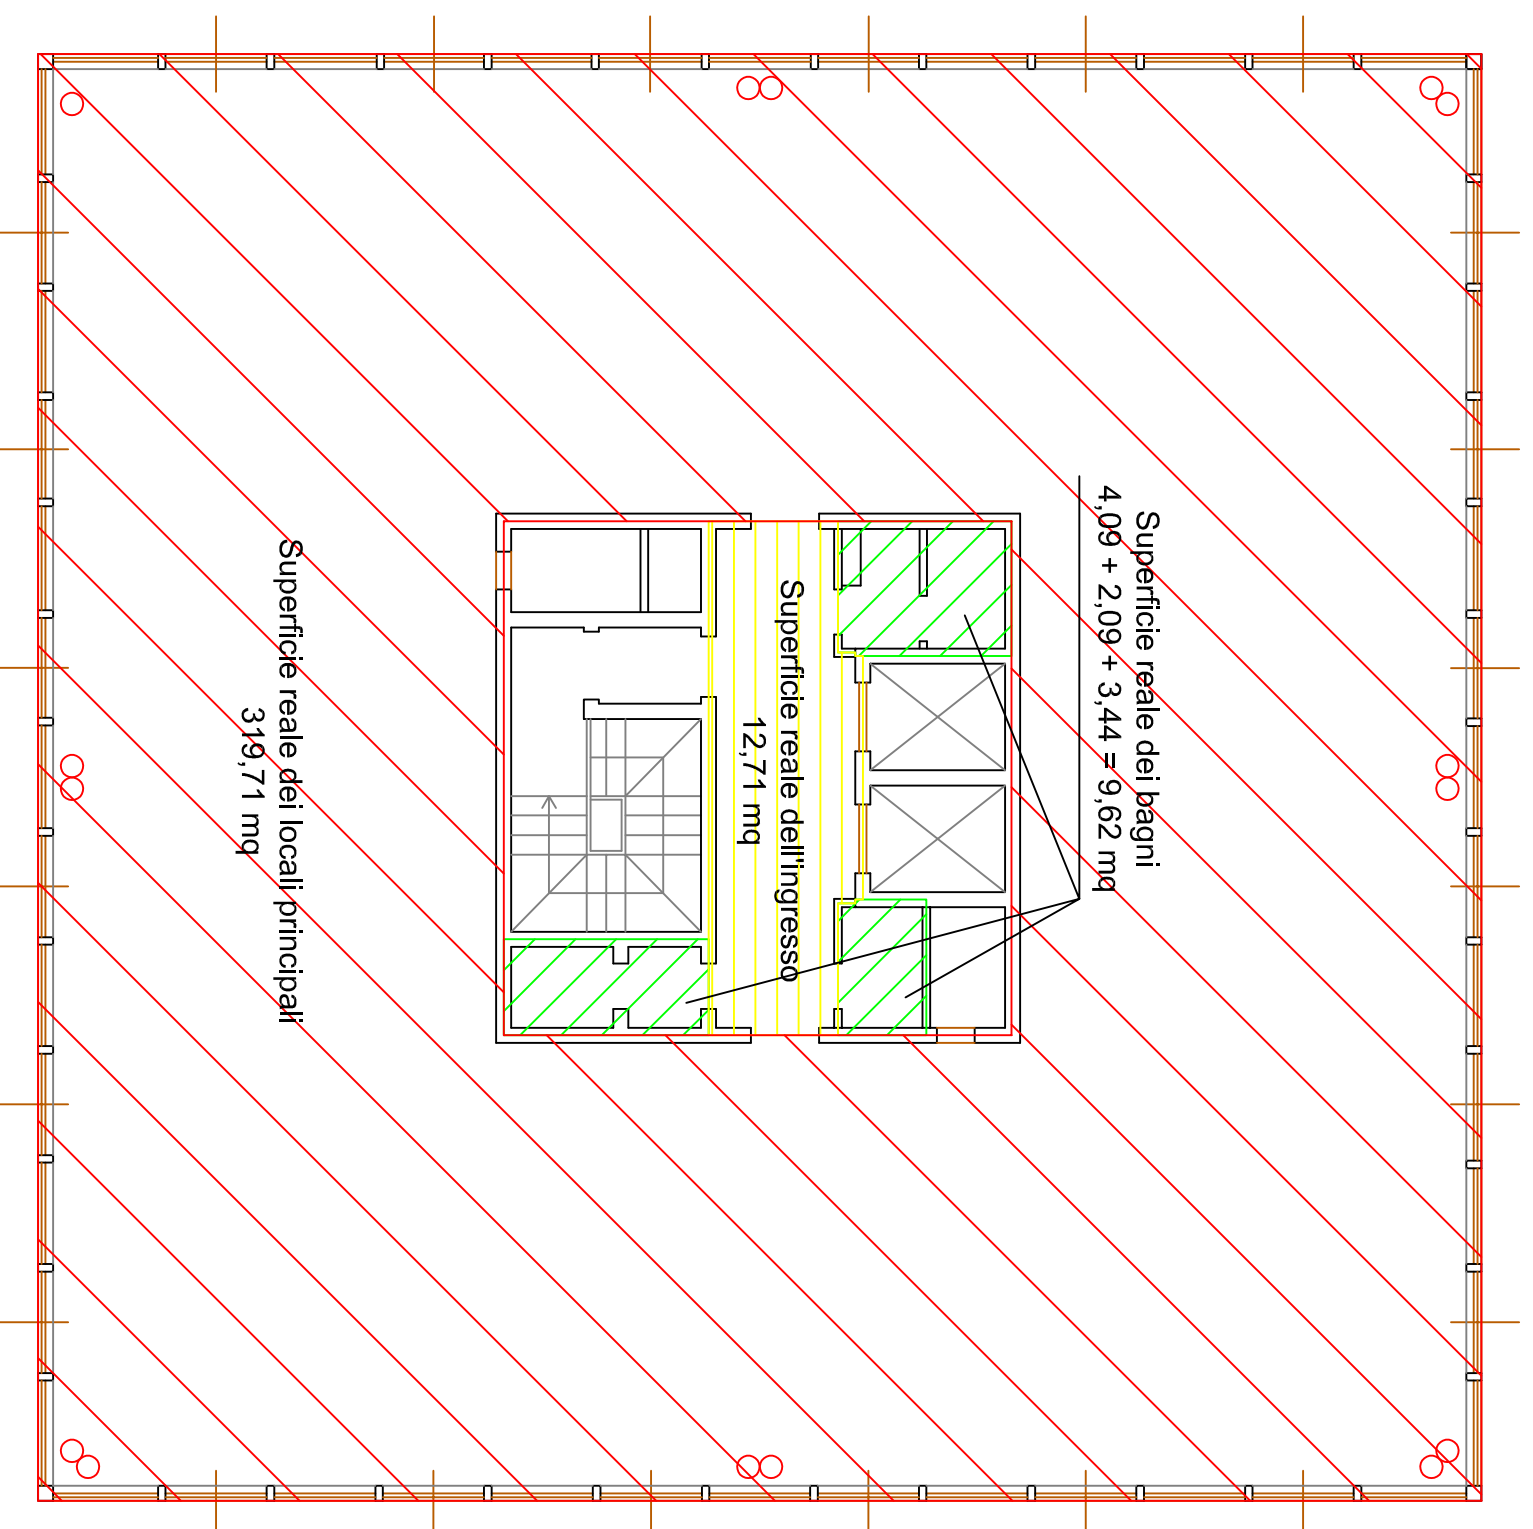 Superficie reale dei bagni
4,09 + 2,09 + 3,44 = 9,62 mq
Superficie reale dell'ingresso
12,71 mq
Superficie reale dei locali principali
319,71 mq